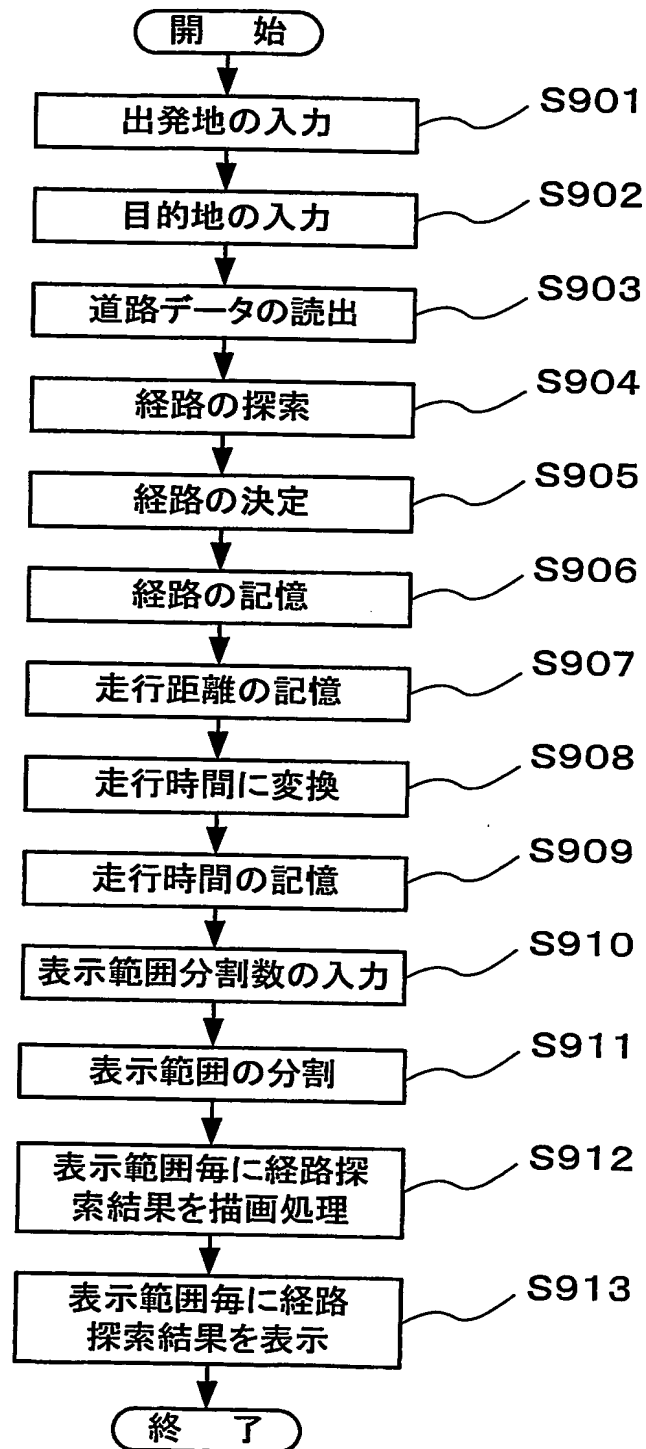 開 始
出発地の入力 S901
目的地の入力 S902
道路データの読出 S903
経路の探索 S904
経路の決定 S905
経路の記憶 S906
走行距離の記憶 S907
走行時間に変換 S908
走行時間の記憶 S909
表示範囲分割数の入力 S910
表示範囲の分割 S911
表示範囲毎に経路探
索結果を描画処理 S912
表示範囲毎に経路
探索結果を表示 S913
終 了